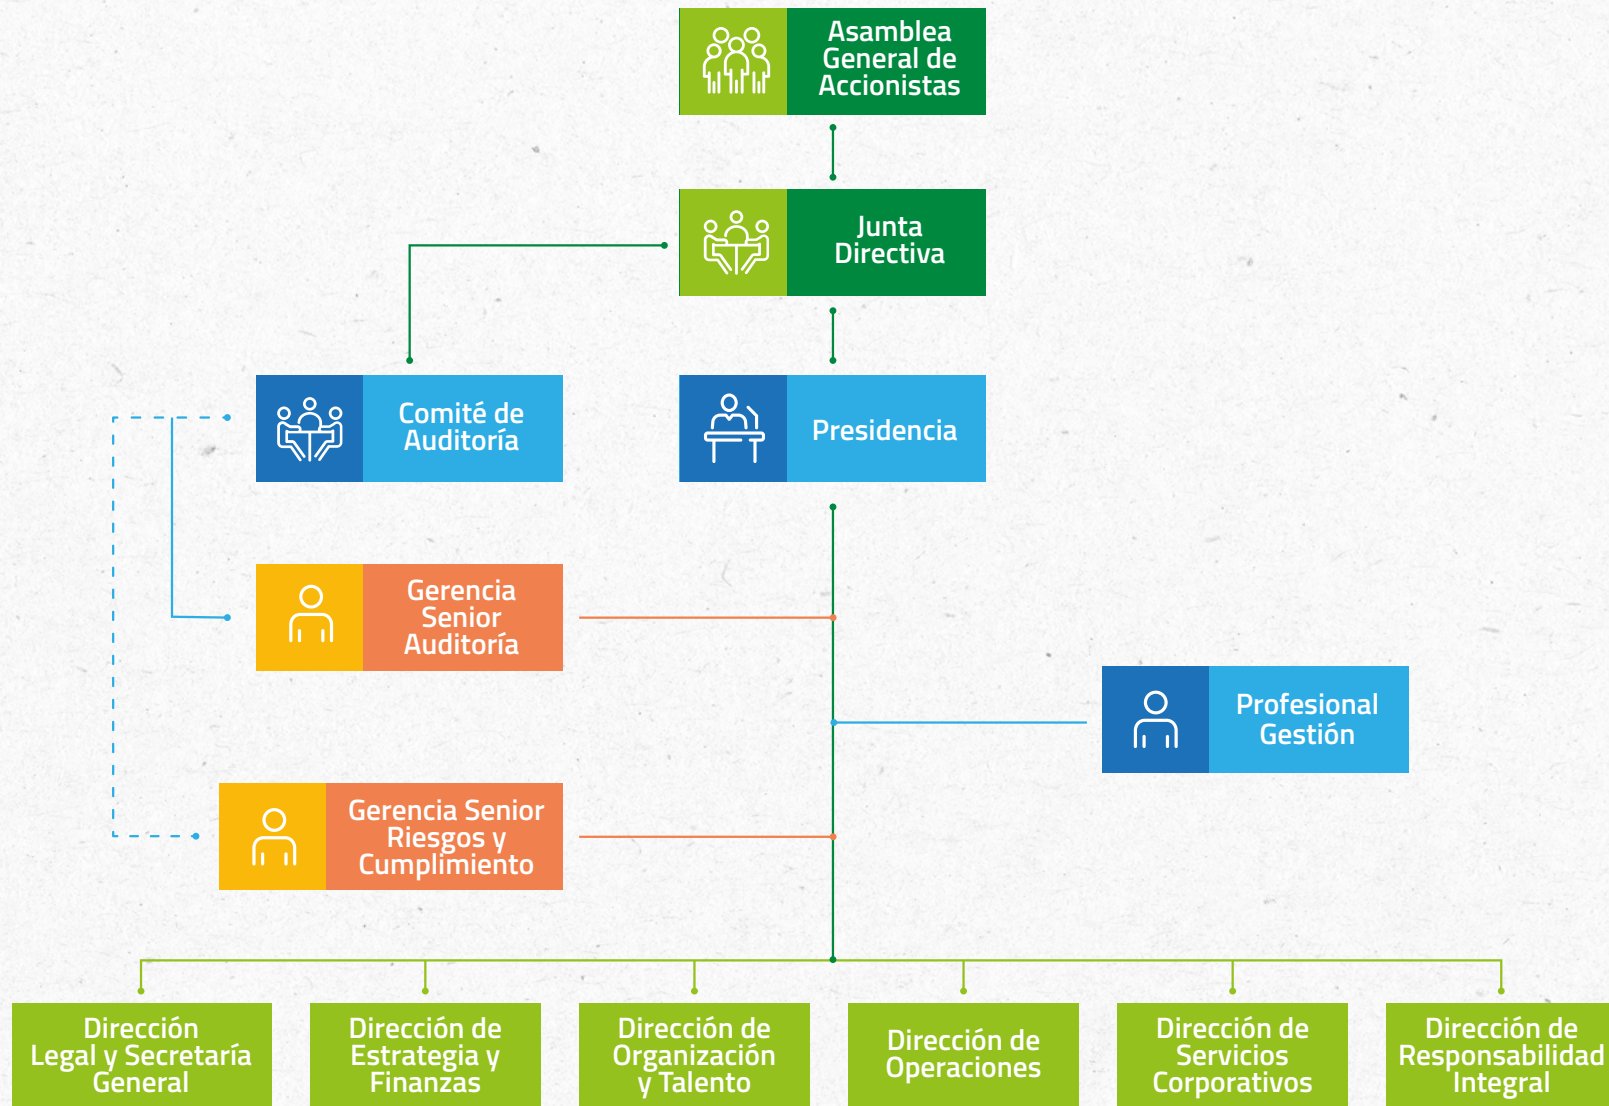 Asamblea
General de
Accionistas
Junta
Directiva
Comité de
Auditoría
Presidencia
Gerencia
Senior
Auditoría
Profesional
Gestión
Gerencia Senior
Riesgos y
Cumplimiento
Dirección
Legal y Secretaría
General
Dirección de
Estrategia y
Finanzas
Dirección de
Organización
y Talento
Dirección de
Operaciones
Dirección de
Servicios
Corporativos
Dirección de
Responsabilidad
Integral